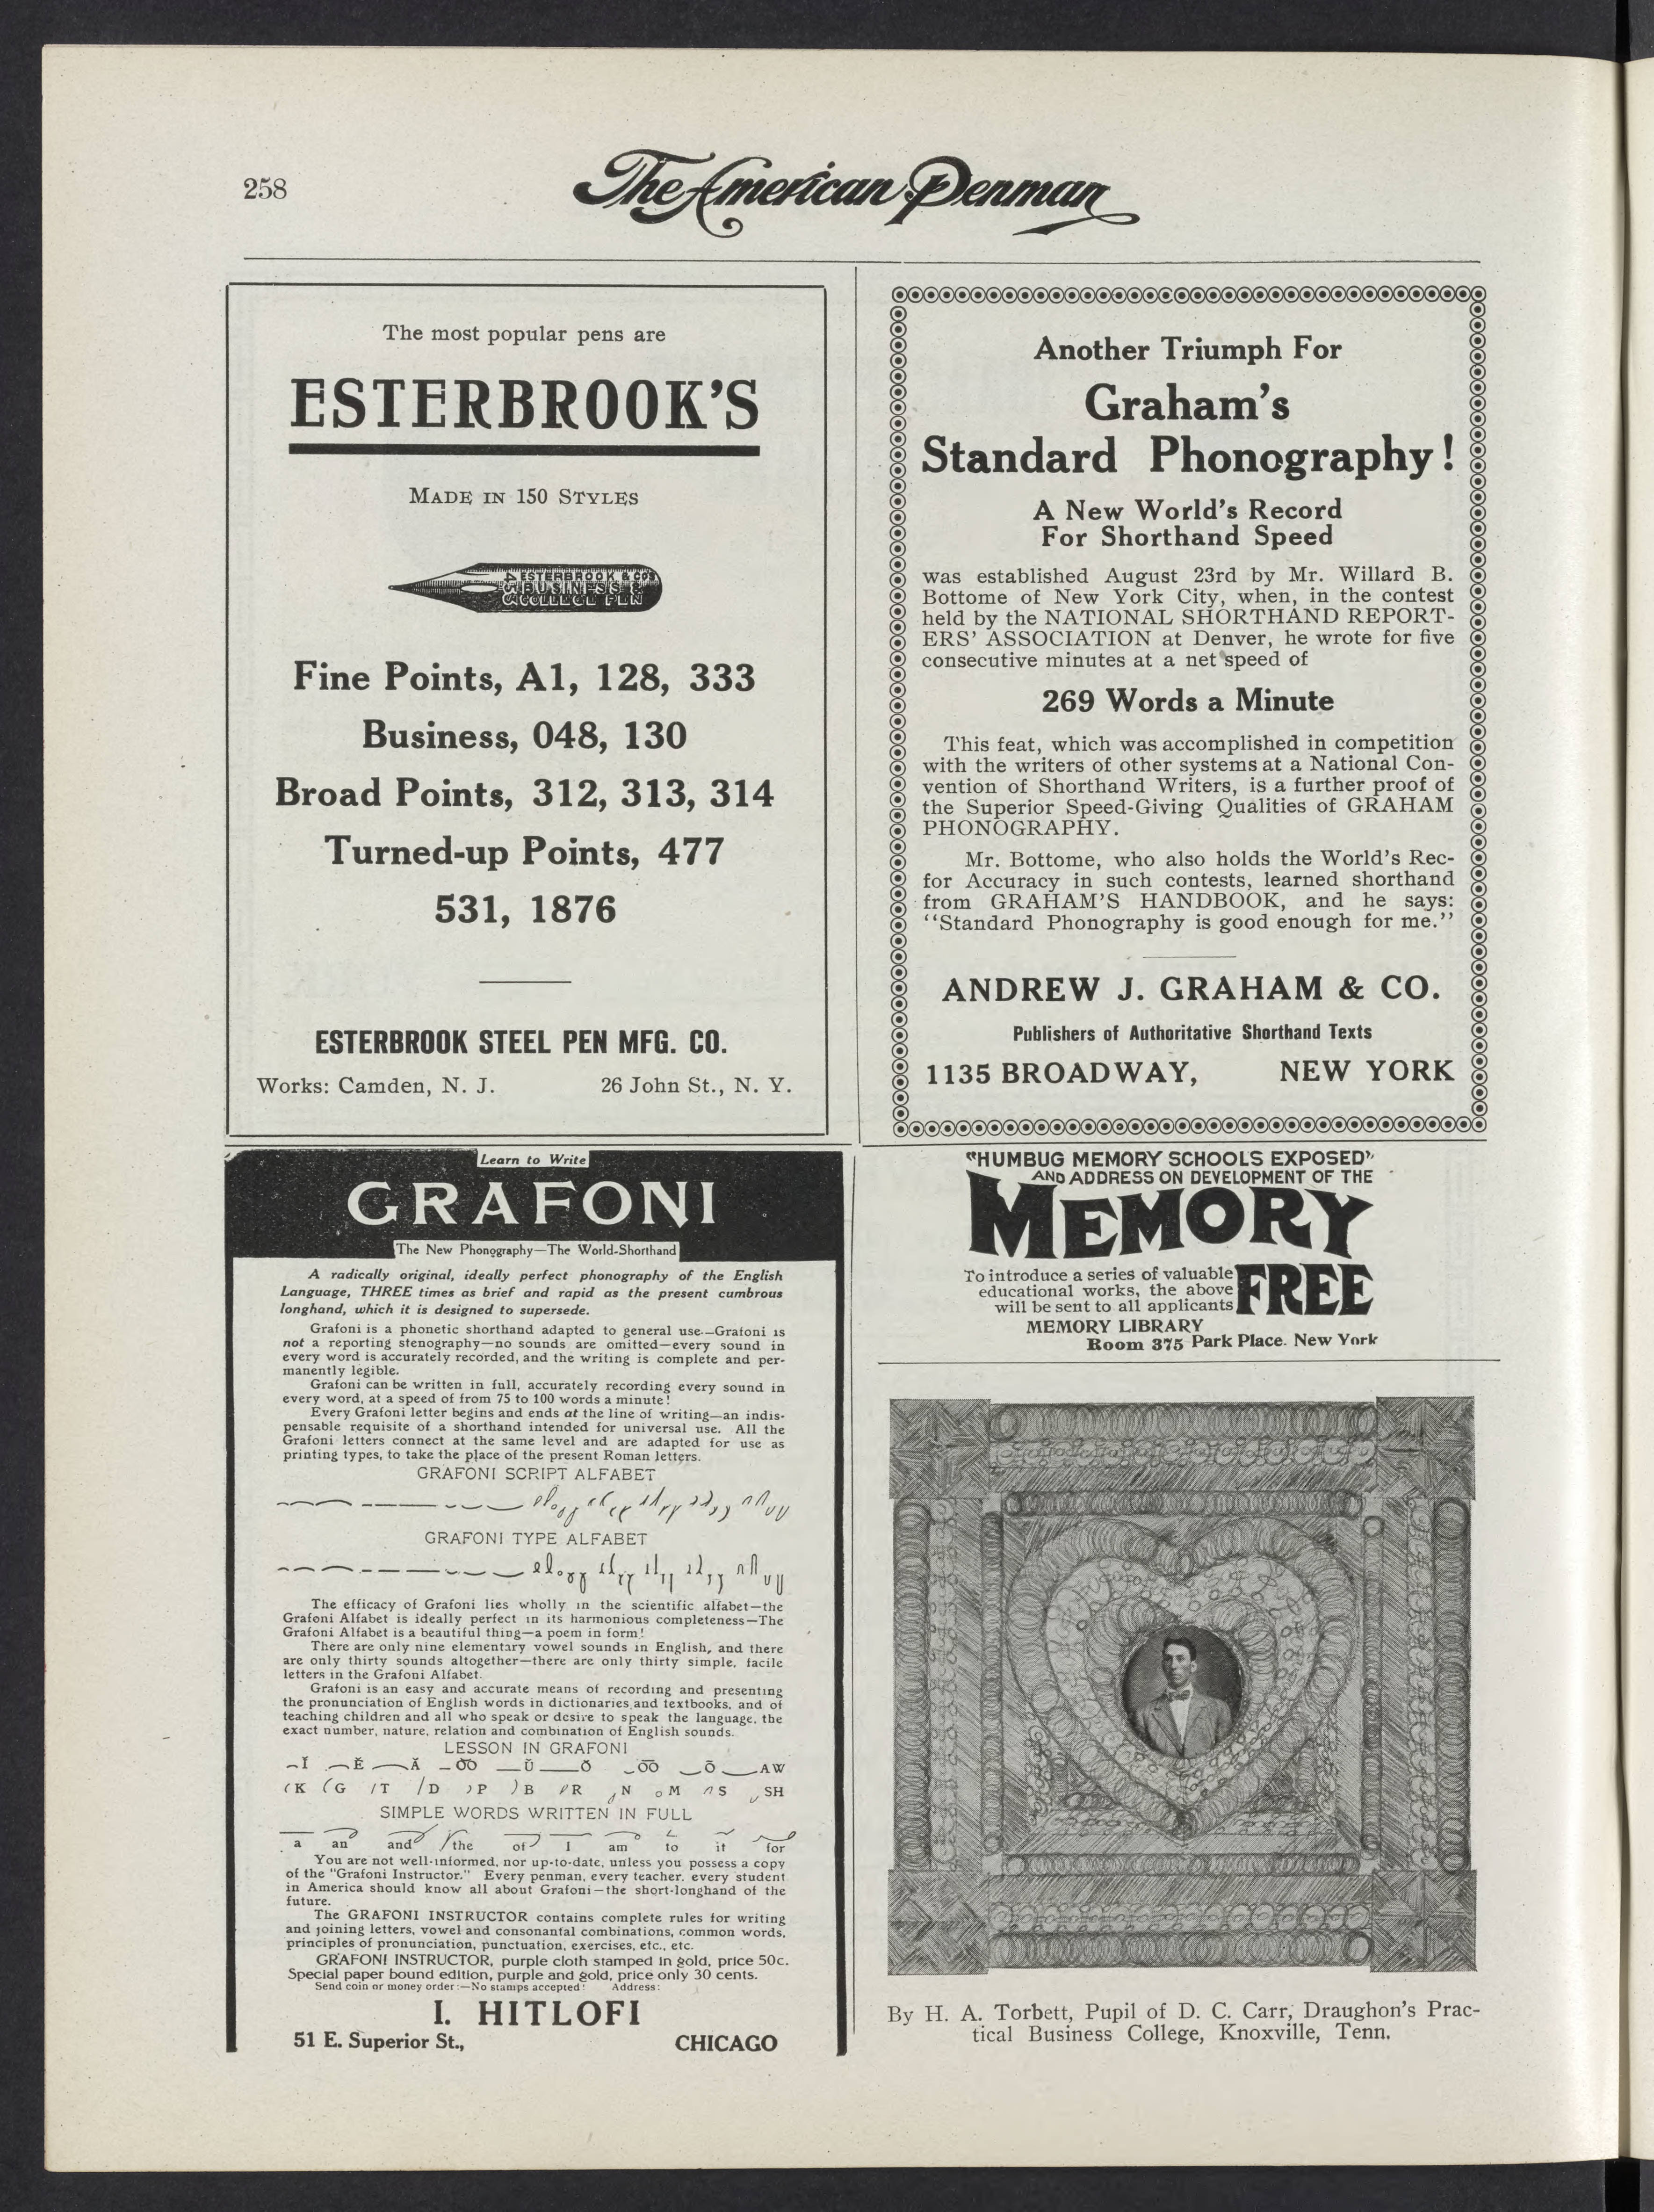 258
The American Penman
The most popular pens are
ESTERBROOK'S
MADE IN 150 STYLES
ESTERBROOK & CO'S
BUSINESS &
COLLEGE PEN
Fine Points, A1, 128, 333
Business, 048, 130
Broad Points, 312, 313, 314
Turned-up Points, 477
531, 1876
ESTERBROOK STEEL PEN MFG. CO.
Works: Camden, N. J. 26 John St., N. Y.
Another Triumph For
Graham's
Standard Phonography!
A New World's Record
For Shorthand Speed
was established August 23rd by Mr. Willard B.
Bottome of New York City, when, in the contest
held by the NATIONAL SHORTHAND REPORT-
ERS' ASSOCIATION at Denver, he wrote for five
consecutive minutes at a net speed of
269 Words a Minute
This feat, which was accomplished in competition
with the writers of other systems at a National Con-
vention of Shorthand Writers, is a further proof of
the Superior Speed-Giving Qualities of GRAHAM
PHONOGRAPHY.
Mr. Bottome, who also holds the World's Rec-
for Accuracy in such contests, learned shorthand
from GRAHAM'S HANDBOOK, and he says:
"Standard Phonography is good enough for me."
ANDREW J. GRAHAM & CO.
Publishers of Authoritative Shorthand Texts
1135 BROADWAY, NEW YORK
Learn to Write
GRAFONI
The New Phonography—The World-Shorthand
A radically original, ideally perfect phonography of the English
Language, THREE times as brief and rapid as the present cumbrous
longhand, which it is designed to supersede.
Grafoni is a phonetic shorthand adapted to general use—Grafoni is
not a reporting stenography—no sounds are omitted—every sound in
every word is accurately recorded, and the writing is complete and per-
manently legible.
Grafoni can be written in full, accurately recording every sound in
every word, at a speed of from 75 to 100 words a minute!
Every Grafoni letter begins and ends at the line of writing—an indis-
pensable requisite of a shorthand intended for universal use. All the
Grafoni letters connect at the same level and are adapted for use as
printing types, to take the place of the present Roman letters.
GRAFONI SCRIPT ALFABET
GRAFONI TYPE ALFABET
The efficacy of Grafoni lies wholly in the scientific alfabet—the
Grafoni Alfabet is ideally perfect in its harmonious completeness—The
Grafoni Alfabet is a beautiful thing—a poem in form!
There are only nine elementary vowel sounds in English, and there
are only thirty sounds altogether—there are only thirty simple, facile
letters in the Grafoni Alfabet.
Grafoni is an easy and accurate means of recording and presenting
the pronunciation of English words in dictionaries and textbooks, and of
teaching children and all who speak or desire to speak the language, the
exact number, nature, relation and combination of English sounds.
LESSON IN GRAFONI
Ĭ Ĕ Ă ŎŎ Ŭ Ŏ ŌŌ Ō AW
K G T D P B R N M S SH
SIMPLE WORDS WRITTEN IN FULL
a an and the of I am to it for
You are not well-informed, nor up-to-date, unless you possess a copy
of the "Grafoni Instructor." Every penman, every teacher, every student
in America should know all about Grafoni—the short-longhand of the
future.
The GRAFONI INSTRUCTOR contains complete rules for writing
and joining letters, vowel and consonantal combinations, common words,
principles of pronunciation, punctuation, exercises, etc., etc.
GRAFONI INSTRUCTOR, purple cloth stamped in gold, price 50c.
Special paper bound edition, purple and gold, price only 30 cents.
Send coin or money order:—No stamps accepted! Address:
I. HITLOFI
51 E. Superior St., CHICAGO
"HUMBUG MEMORY SCHOOLS EXPOSED"
AND ADDRESS ON DEVELOPMENT OF THE
MEMORY
To introduce a series of valuable
educational works, the above
will be sent to all applicants
FREE
MEMORY LIBRARY
Room 375 Park Place. New York
By H. A. Torbett, Pupil of D. C. Carr, Draughon's Prac-
tical Business College, Knoxville, Tenn.